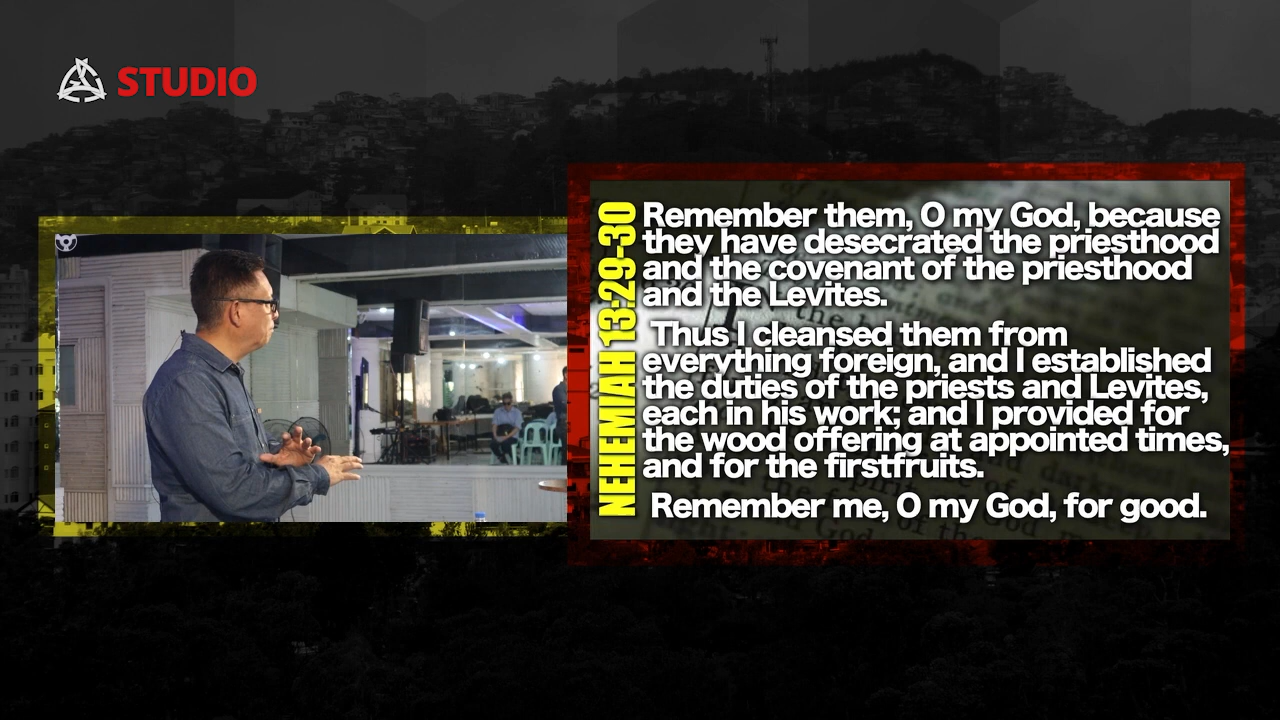 STUDIO
NEHEMIAH 13:29-30
Remember them, O my God, because
they have desecrated the priesthood
and the covenant of the priesthood
and the Levites.
Thus I cleansed them from
everything foreign, and I established
the duties of the priests and Levites,
each in his work; and I provided for
the wood offering at appointed times,
and for the firstfruits.
Remember me, O my God, for good.